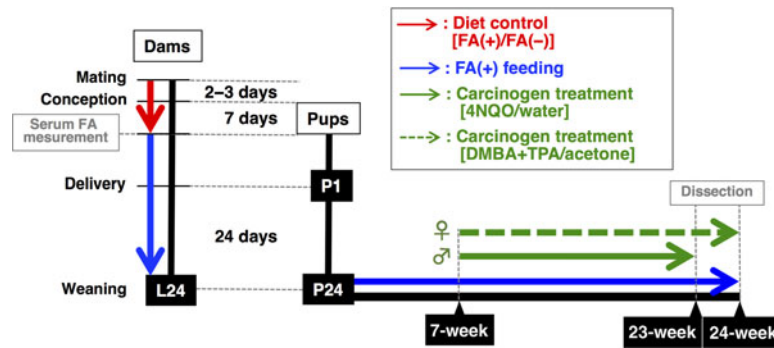 Dams
Mating
Conception
Serum FA
mesurement
Delivery
Weaning
2–3 days
7 days
24 days
L24
Pups
P1
P24
: Diet control
[FA(+)/FA(−)]
: FA(+) feeding
: Carcinogen treatment
[4NQO/water]
: Carcinogen treatment
[DMBA+TPA/acetone]
Dissection
♀
♂
7-week
23-week
24-week